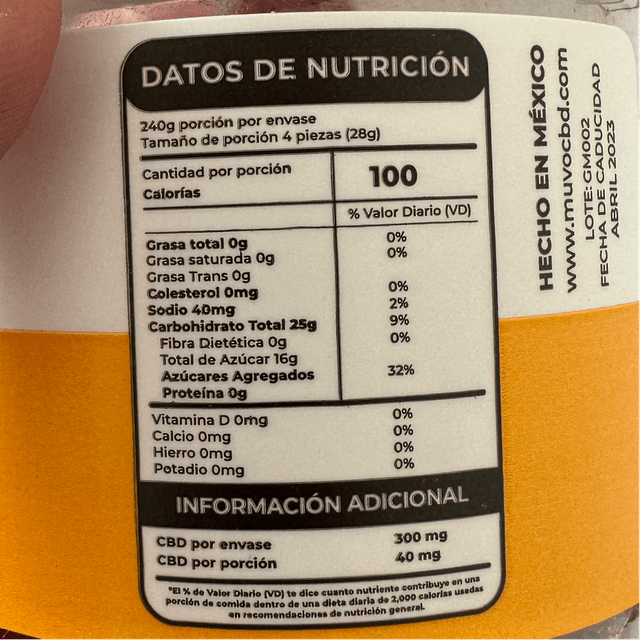 DATOS DE NUTRICIÓN
240g porción por envase
Tamaño de porción 4 piezas (28g)
Cantidad por porción
Calorías 100
% Valor Diario (VD)
Grasa total 0g 0%
Grasa saturada 0g 0%
Grasa Trans 0g
Colesterol 0mg 0%
Sodio 40mg 2%
Carbohidrato Total 25g 9%
Fibra Dietética 0g 0%
Total de Azúcar 16g
Azúcares Agregados 32%
Proteína 0g
Vitamina D 0mg 0%
Calcio 0mg 0%
Hierro 0mg 0%
Potadio 0mg 0%
INFORMACIÓN ADICIONAL
CBD por envase 300 mg
CBD por porción 40 mg
*El % de Valor Diario (VD) te dice cuanto nutriente contribuye en una
porción de comida dentro de una dieta diaria de 2,000 calorías usadas
en recomendaciones de nutrición general.
HECHO EN MÉXICO
www.muvocbd.com
LOTE: GM002
FECHA DE CADUCIDAD
ABRIL 2023